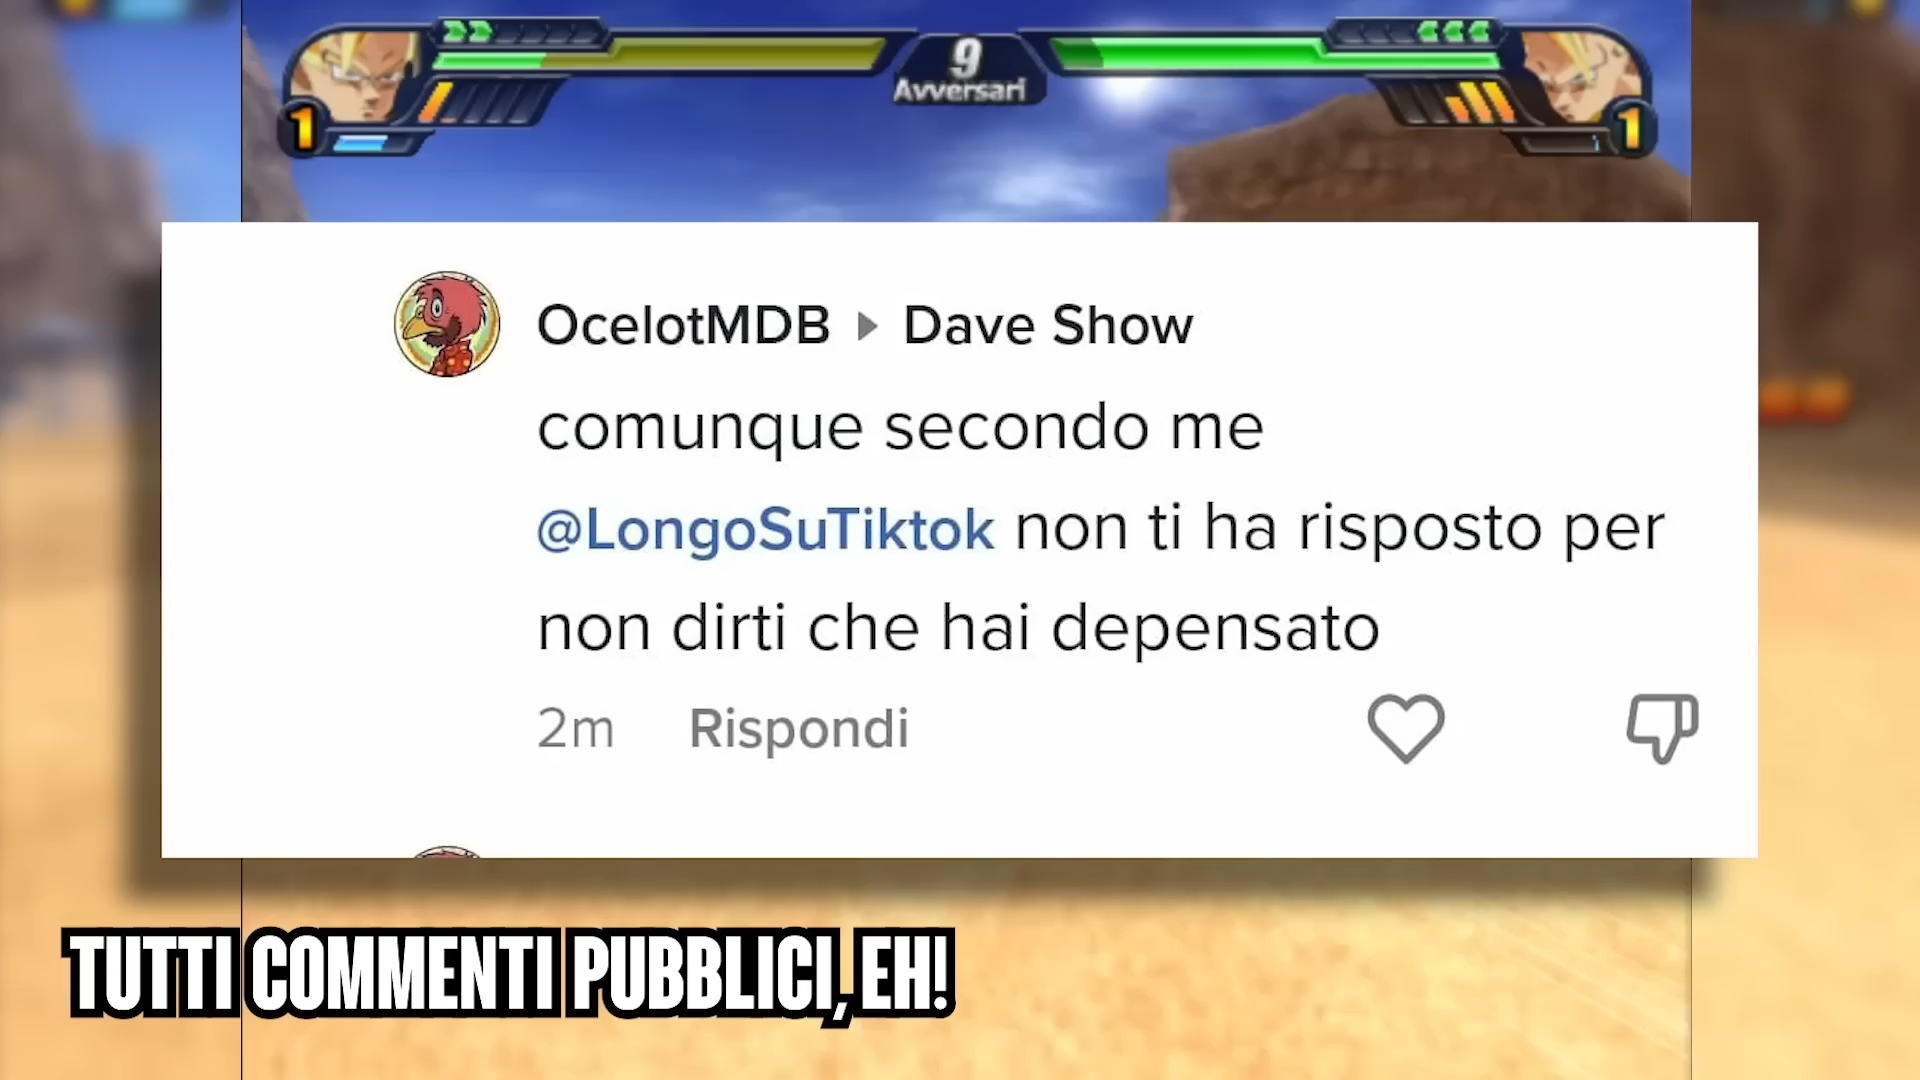 9
Avversari
1
1
OcelotMDB ▸ Dave Show
comunque secondo me
@LongoSuTiktok non ti ha risposto per
non dirti che hai depensato
2m Rispondi
TUTTI COMMENTI PUBBLICI, EH!